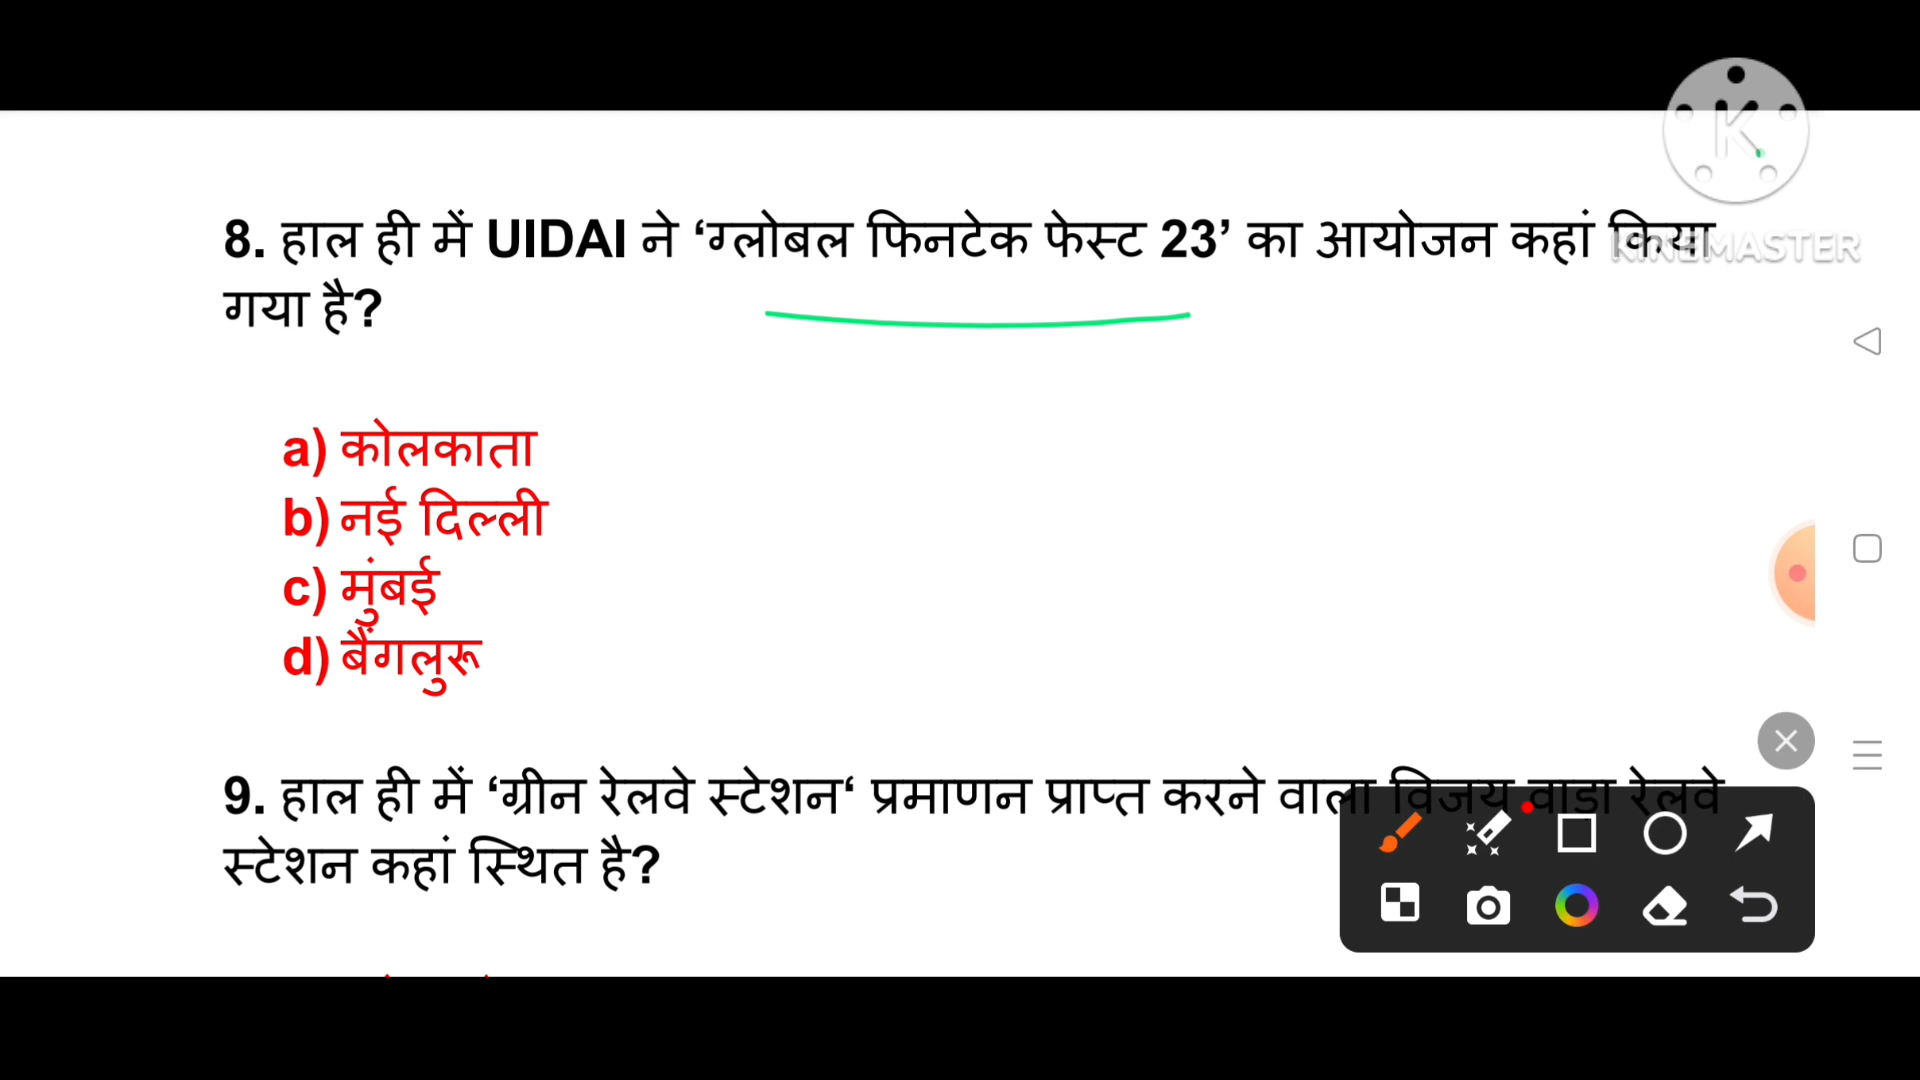 KINEMASTER
8. हाल ही में UIDAI ने ‘ग्लोबल फिनटेक फेस्ट 23’ का आयोजन कहां किया
गया है?
a) कोलकाता
b) नई दिल्ली
c) मुंबई
d) बैंगलुरू
9. हाल ही में ‘ग्रीन रेलवे स्टेशन‘ प्रमाणन प्राप्त करने वाला विजय वाडा रेलवे
स्टेशन कहां स्थित है?